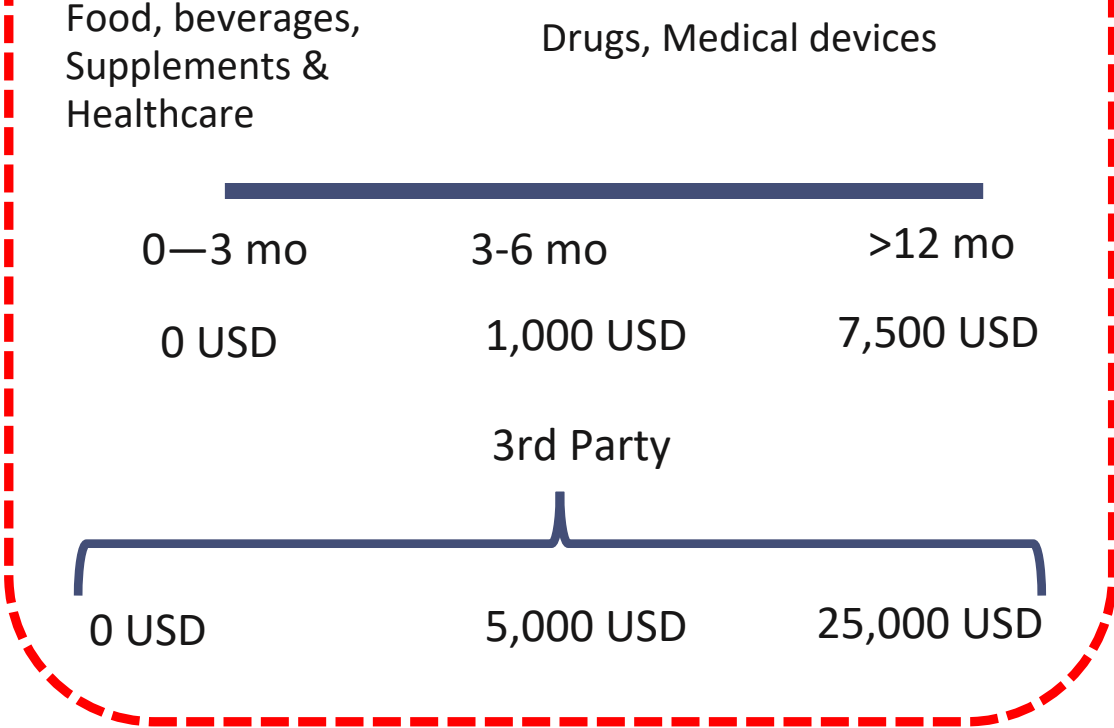 Food, beverages,
Supplements &
Healthcare
Drugs, Medical devices
0—3 mo
3-6 mo
>12 mo
0 USD
1,000 USD
7,500 USD
3rd Party
0 USD
5,000 USD
25,000 USD